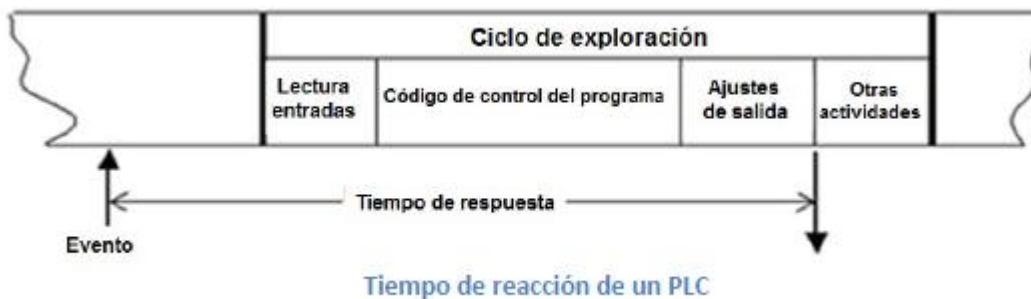 Ciclo de exploración
Lectura
entradas
Código de control del programa
Ajustes
de salida
Otras
actividades
Tiempo de respuesta
Evento
Tiempo de reacción de un PLC